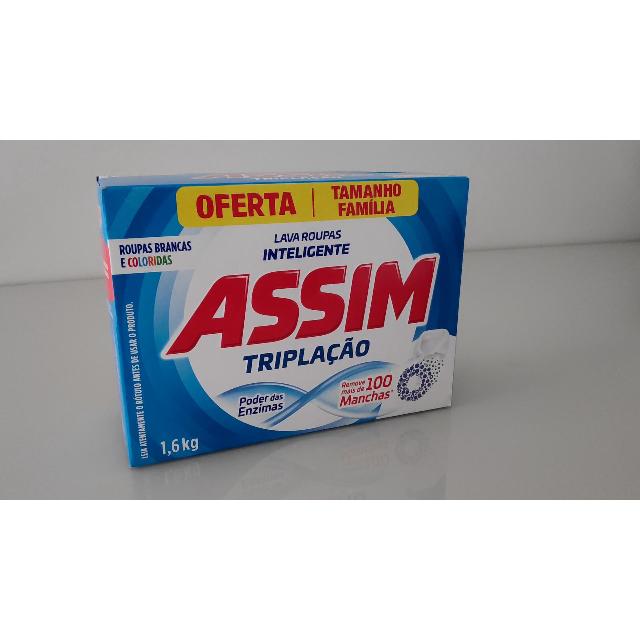 OFERTA
TAMANHO
FAMÍLIA
ROUPAS BRANCAS
E COLORIDAS
LAVA ROUPAS
INTELIGENTE
ASSIM
TRIPLAÇÃO
Poder das
Enzimas
Remove
mais de 100
Manchas*
1,6 kg
LEIA ATENTAMENTE O RÓTULO ANTES DE USAR O PRODUTO.